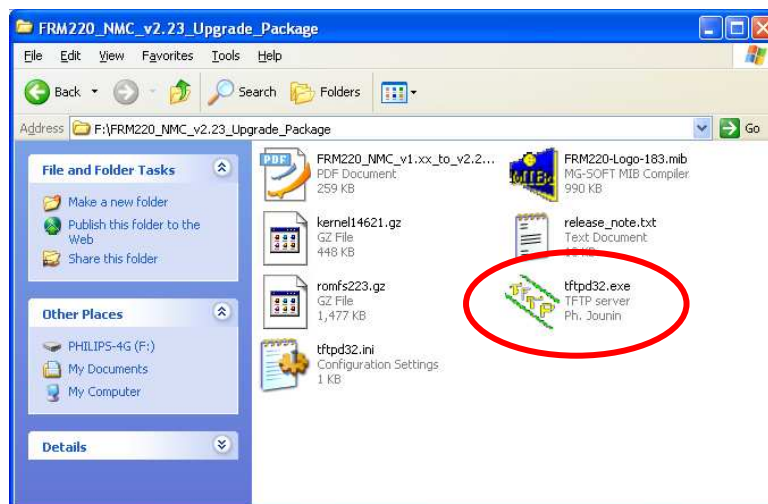 FRM220_NMC_v2.23_Upgrade_Package
File Edit View Favorites Tools Help
Back Search Folders
Address F:\FRM220_NMC_v2.23_Upgrade_Package Go
File and Folder Tasks
Make a new folder
Publish this folder to the
Web
Share this folder
Other Places
PHILIPS-4G (F:)
My Documents
My Computer
Details
PDF
FRM220_NMC_v1.xx_to_v2.2...
PDF Document
259 KB
FRM220-Logo-183.mib
MG-SOFT MIB Compiler
990 KB
kernel14621.gz
GZ File
448 KB
release_note.txt
Text Document
KB
romfs223.gz
GZ File
1,477 KB
TFTP
tftpd32.exe
TFTP server
Ph. Jounin
tftpd32.ini
Configuration Settings
1 KB